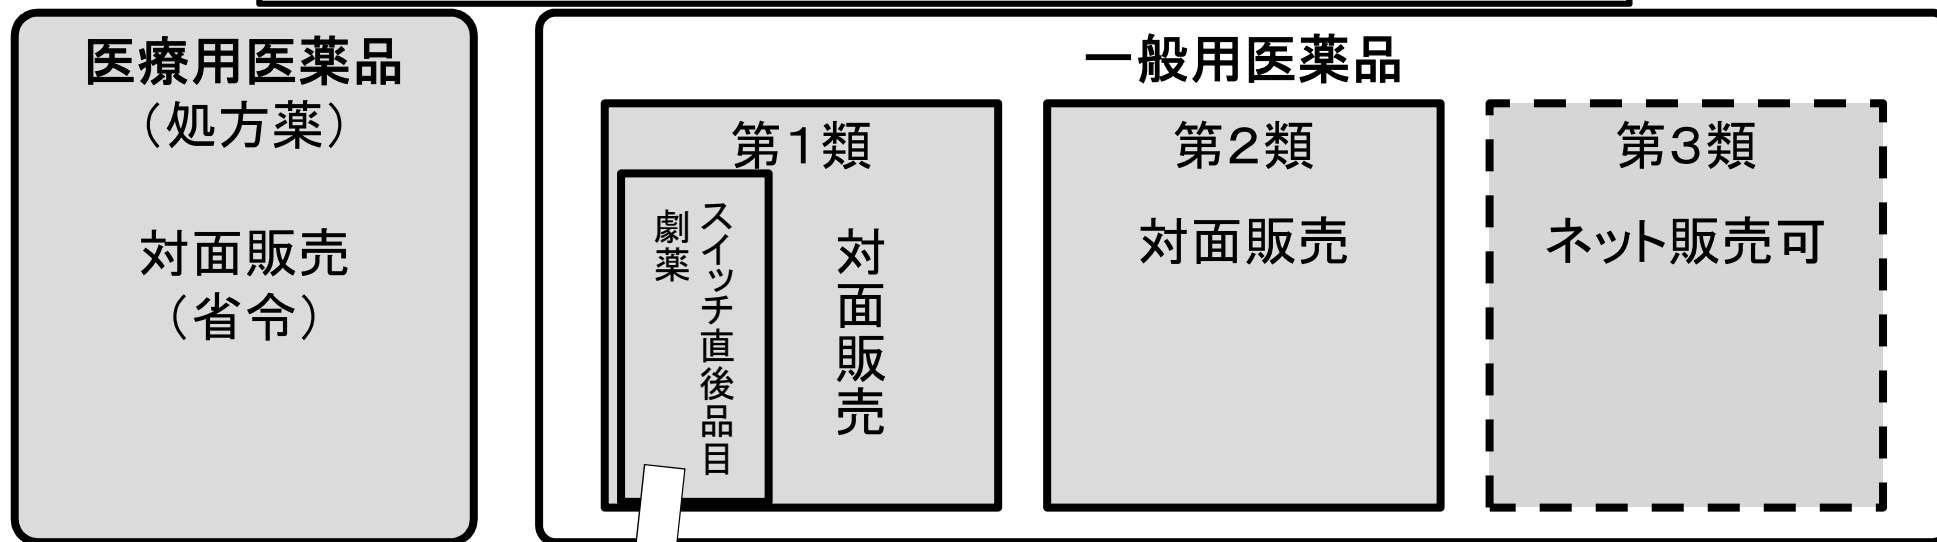 医療用医薬品
（処方薬）
対面販売
（省令）
一般用医薬品
第１類
スイッチ直後品目
劇薬
対面販売
第２類
対面販売
第３類
ネット販売可